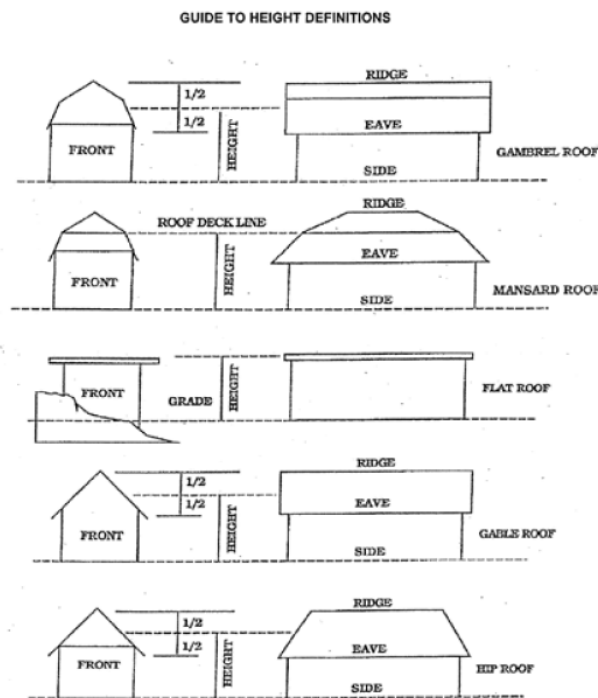 GUIDE TO HEIGHT DEFINITIONS
RIDGE
1/2
1/2
EAVE
FRONT
HEIGHT
SIDE
GAMBREL ROOF
RIDGE
ROOF DECK LINE
EAVE
FRONT
HEIGHT
SIDE
MANSARD ROOF
FRONT
GRADE
HEIGHT
FLAT ROOF
RIDGE
1/2
1/2
EAVE
FRONT
HEIGHT
SIDE
GABLE ROOF
RIDGE
1/2
1/2
EAVE
FRONT
HEIGHT
SIDE
HIP ROOF